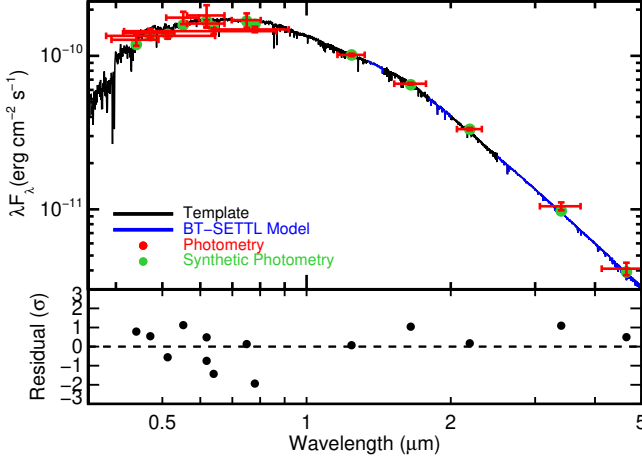 10⁻¹⁰
10⁻¹¹
λF_λ(erg cm⁻² s⁻¹)
Template
BT−SETTL Model
Photometry
Synthetic Photometry
3
2
1
0
−1
−2
−3
Residual (σ)
0.5 1 2 5
Wavelength (μm)